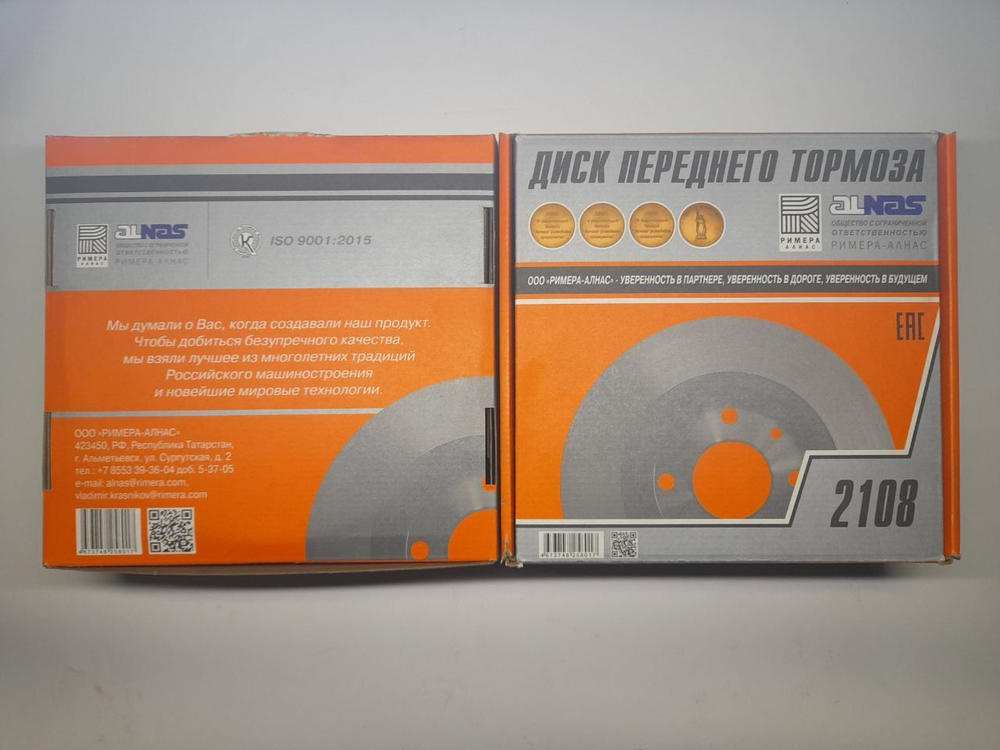 ALNAS
ОБЩЕСТВО С ОГРАНИЧЕННОЙ
ОТВЕТСТВЕННОСТЬЮ
РИМЕРА-АЛНАС
РИМЕРА
АЛНАС
ISO 9001:2015
Мы думали о Вас, когда создавали наш продукт.
Чтобы добиться безупречного качества,
мы взяли лучшее из многолетних традиций
Российского машиностроения
и новейшие мировые технологии.
ООО «РИМЕРА-АЛНАС»
423450, РФ, Республика Татарстан,
г. Альметьевск, ул. Сургутская, д. 2
тел.: +7 8553 39-36-04 доб. 5-37-05
e-mail: alnas@rimera.com,
vladimir.krasnikov@rimera.com
4673748258017
ДИСК ПЕРЕДНЕГО ТОРМОЗА
ALNAS
ОБЩЕСТВО С ОГРАНИЧЕННОЙ
ОТВЕТСТВЕННОСТЬЮ
РИМЕРА-АЛНАС
РИМЕРА
АЛНАС
ООО «РИМЕРА-АЛНАС» - УВЕРЕННОСТЬ В ПАРТНЕРЕ, УВЕРЕННОСТЬ В ДОРОГЕ, УВЕРЕННОСТЬ В БУДУЩЕМ
ЕАС
2108
4673748258017